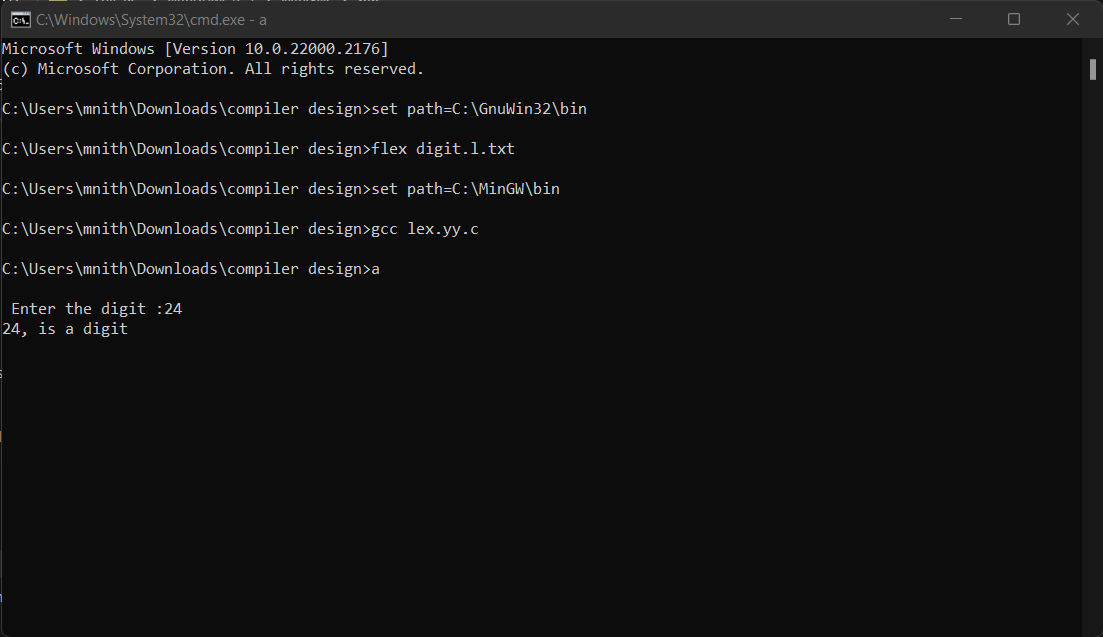 C:\Windows\System32\cmd.exe - a
Microsoft Windows [Version 10.0.22000.2176]
(c) Microsoft Corporation. All rights reserved.
C:\Users\mnith\Downloads\compiler design>set path=C:\GnuWin32\bin
C:\Users\mnith\Downloads\compiler design>flex digit.l.txt
C:\Users\mnith\Downloads\compiler design>set path=C:\MinGW\bin
C:\Users\mnith\Downloads\compiler design>gcc lex.yy.c
C:\Users\mnith\Downloads\compiler design>a
Enter the digit :24
24, is a digit